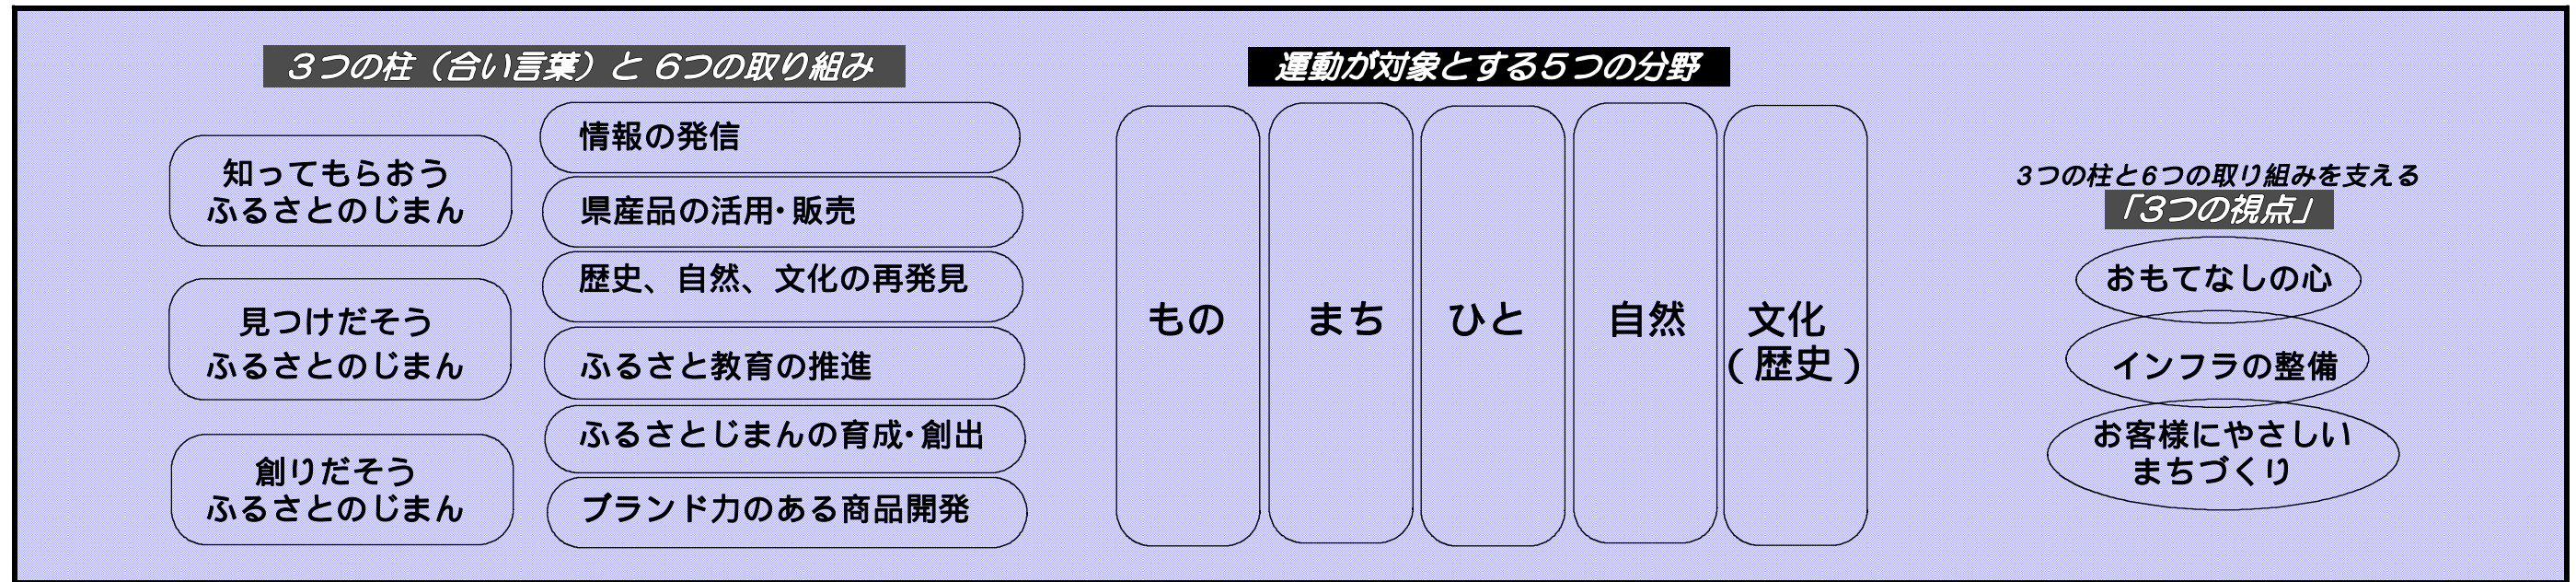 ３つの柱（合い言葉）と６つの取り組み
知ってもらおう
ふるさとのじまん
見つけだそう
ふるさとのじまん
創りだそう
ふるさとのじまん
情報の発信
県産品の活用・販売
歴史、自然、文化の再発見
ふるさと教育の推進
ふるさとじまんの育成・創出
ブランド力のある商品開発
運動が対象とする５つの分野
もの
まち
ひと
自然
文化
（歴史）
３つの柱と６つの取り組みを支える
「３つの視点」
おもてなしの心
インフラの整備
お客様にやさしい
まちづくり